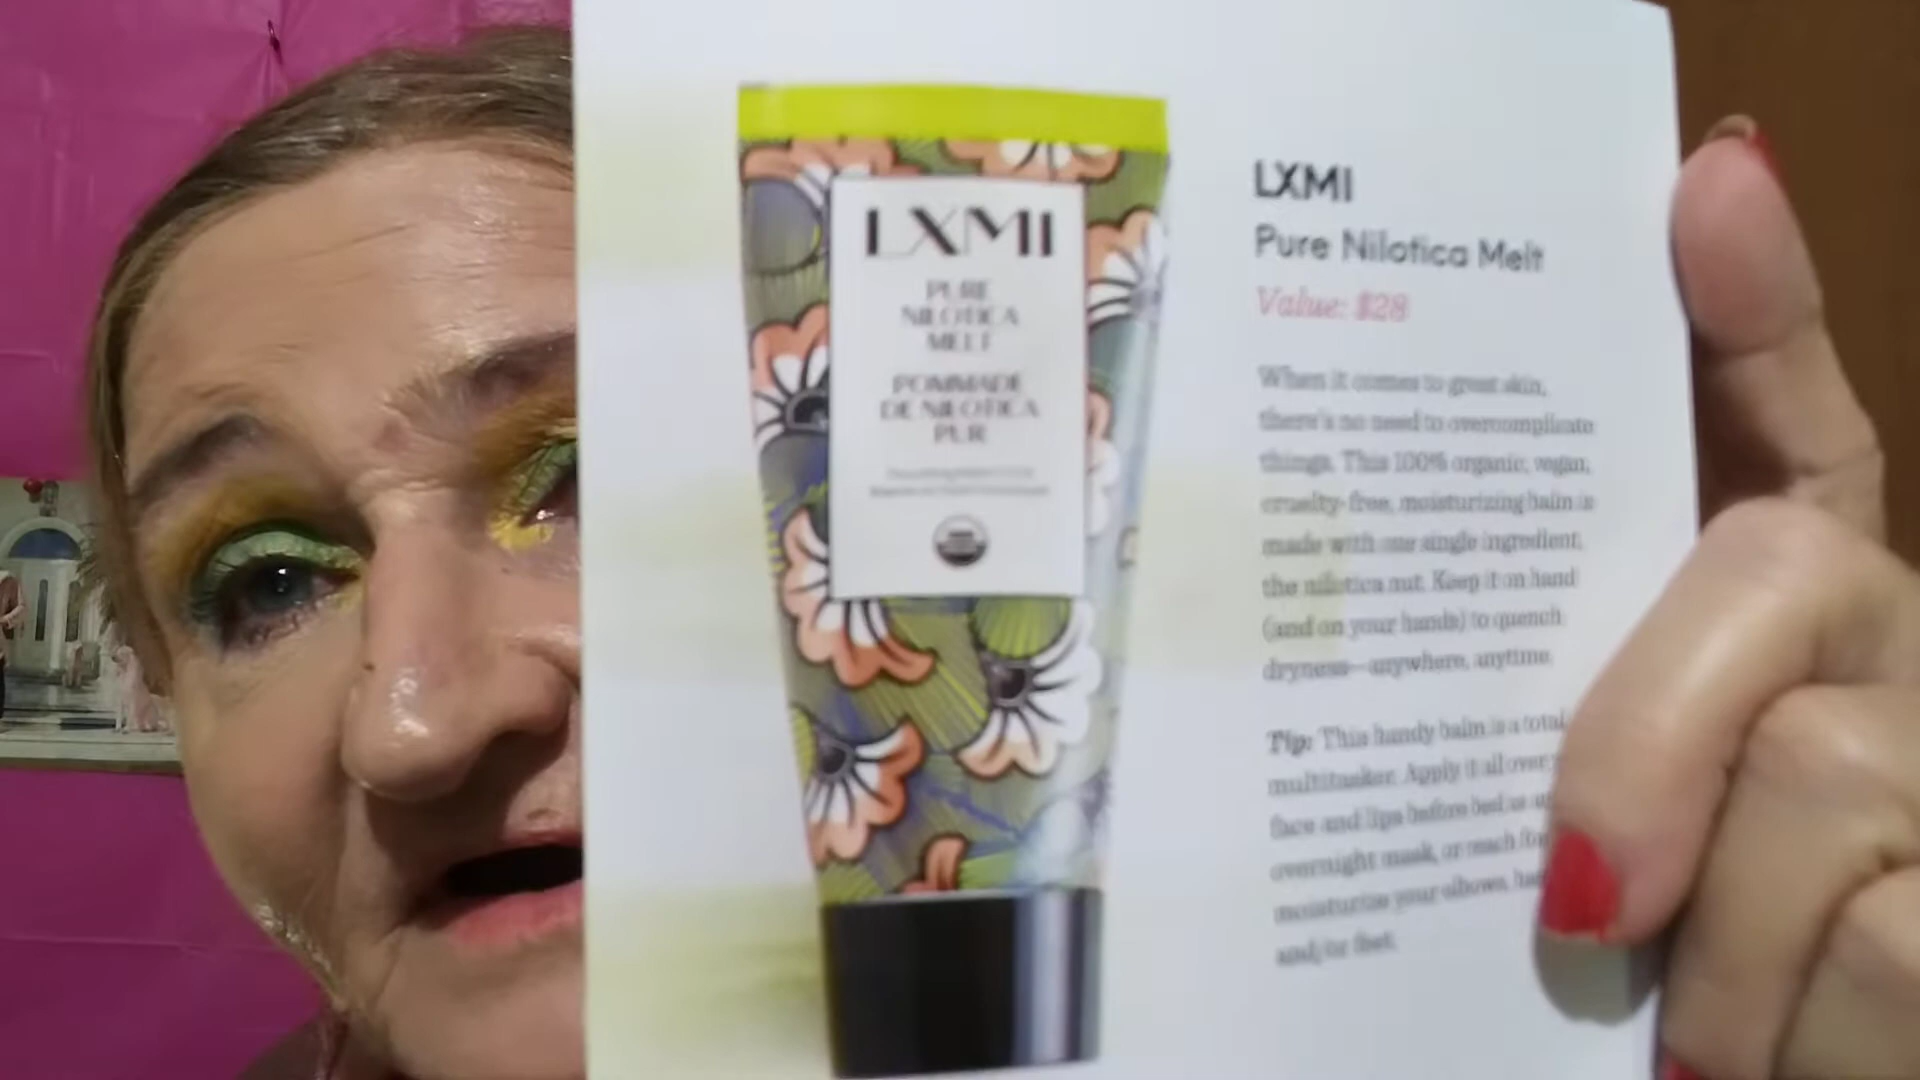 LXMI
PURE
NILOTICA
MELT
POMMADE
DE NILOTICA
PUR
LXMI
Pure Nilotica Melt
Value: $28
When it comes to great skin,
there's no need to overcomplicate
things. This 100% organic, vegan,
cruelty-free, moisturizing balm is
made with one single ingredient,
the nilotica nut. Keep it on hand
(and on your hands) to quench
dryness—anywhere, anytime.
Tip: This handy balm is a total
multitasker. Apply it all over
face and lips before bed as an
overnight mask, or reach for
moisturize your elbows,
and/or feet.